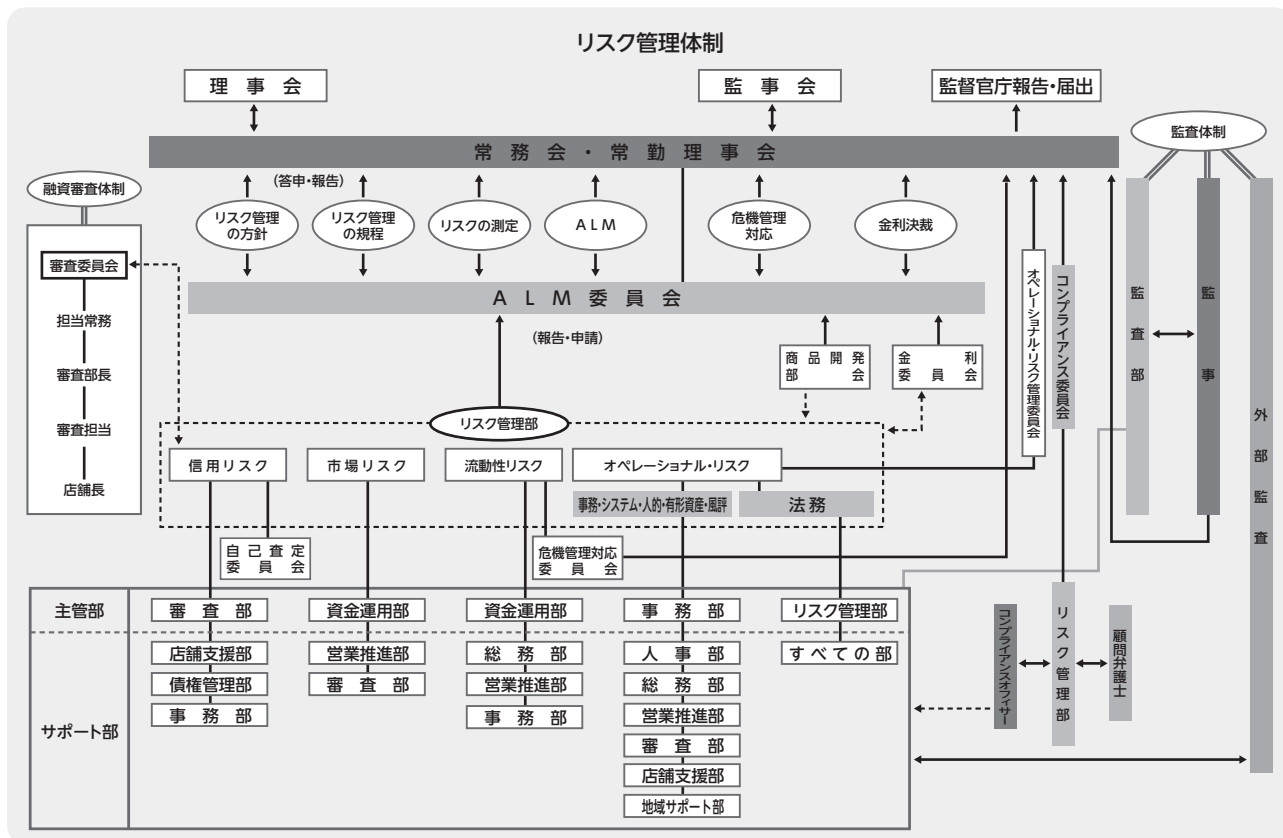 リスク管理体制
理事会
監事会
監督官庁報告・届出
監査体制
常務会・常勤理事会
(答申・報告)
融資審査体制
リスク管理
の方針
リスク管理
の規程
リスクの測定
ALM
危機管理
対応
金利決裁
審査委員会
担当常務
審査部長
審査担当
店舗長
ALM委員会
(報告・申請)
商品開発
部会
金利
委員会
オペレーショナル・リスク管理委員会
コンプライアンス委員会
監査部
監事
外部監査
リスク管理部
信用リスク
市場リスク
流動性リスク
オペレーショナル・リスク
事務・システム・人的・有形資産・風評
法務
自己査定
委員会
危機管理対応
委員会
主管部
審査部
資金運用部
資金運用部
事務部
リスク管理部
サポート部
店舗支援部
債権管理部
事務部
営業推進部
審査部
総務部
営業推進部
事務部
人事部
総務部
営業推進部
審査部
店舗支援部
地域サポート部
すべての部
コンプライアンスオフィサー
リスク管理部
顧問弁護士